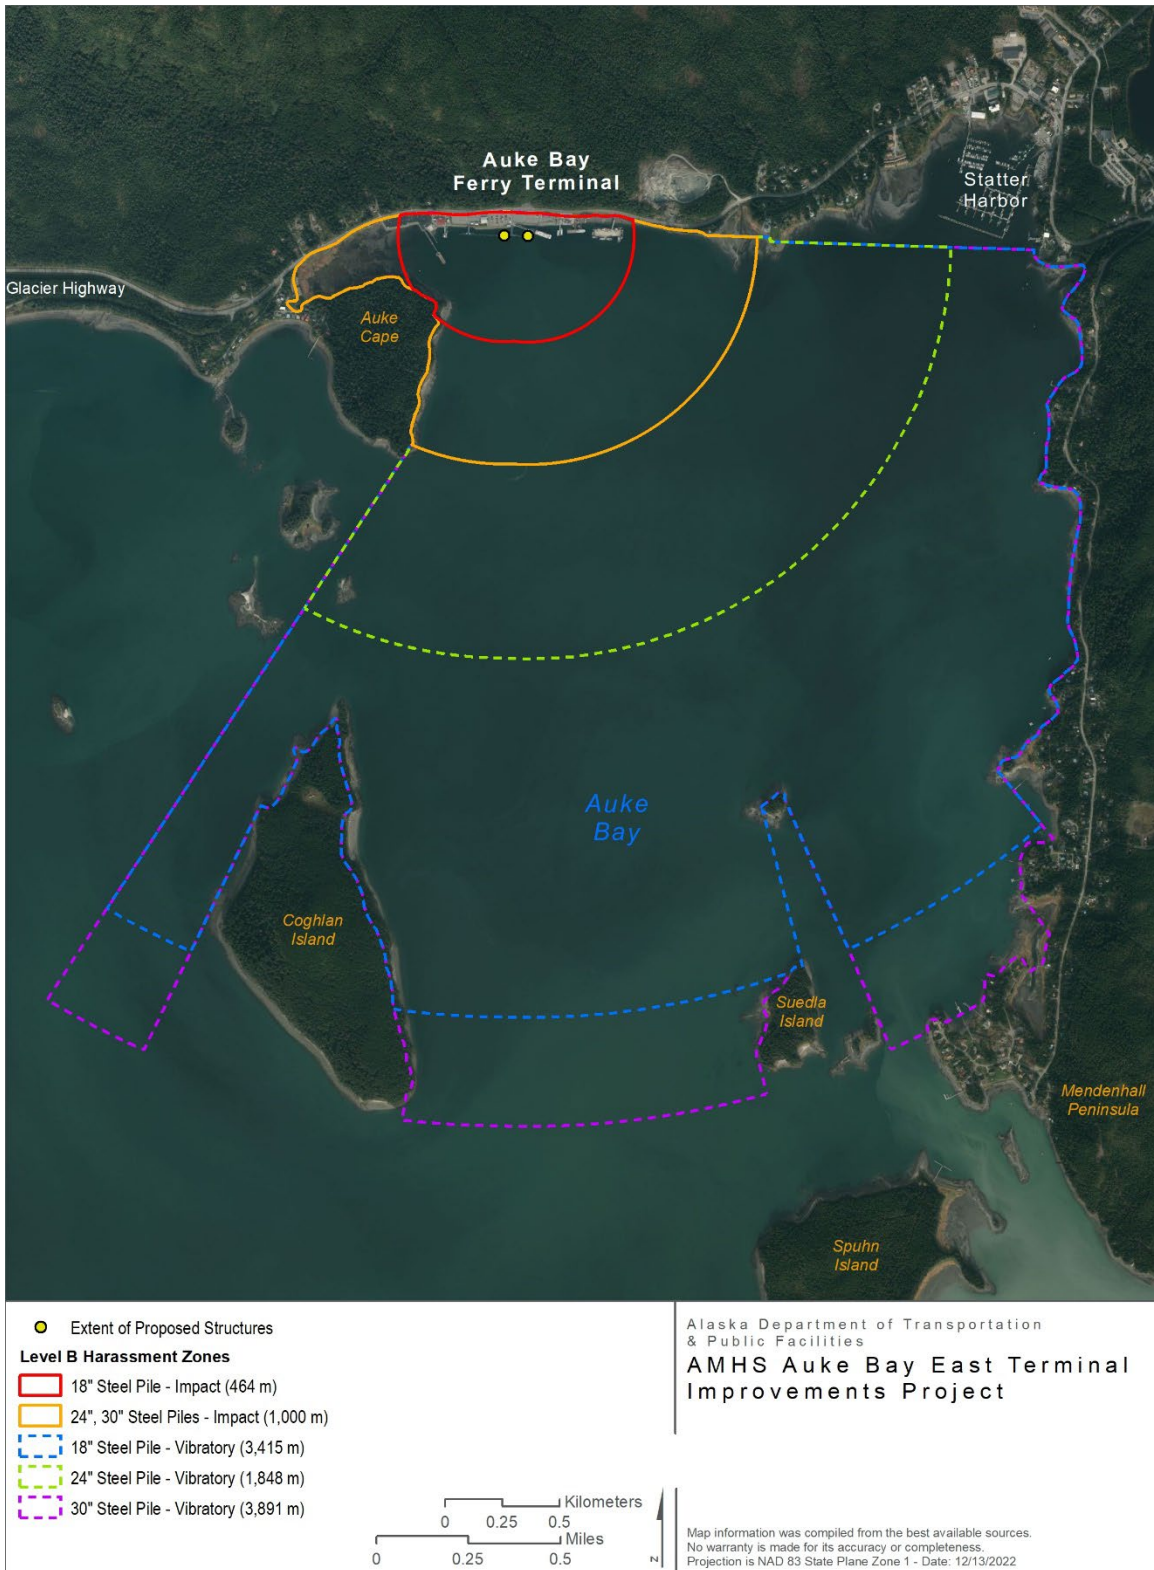 Auke Bay
Ferry Terminal
Statter
Harbor
Glacier Highway
Auke
Cape
Auke
Bay
Coghlan
Island
Suedla
Island
Mendenhall
Peninsula
Spuhn
Island
Extent of Proposed Structures
Level B Harassment Zones
18" Steel Pile - Impact (464 m)
24", 30" Steel Piles - Impact (1,000 m)
18" Steel Pile - Vibratory (3,415 m)
24" Steel Pile - Vibratory (1,848 m)
30" Steel Pile - Vibratory (3,891 m)
Kilometers
0 0.25 0.5
Miles
0 0.25 0.5
N
Alaska Department of Transportation
& Public Facilities
AMHS Auke Bay East Terminal
Improvements Project
Map information was compiled from the best available sources.
No warranty is made for its accuracy or completeness.
Projection is NAD 83 State Plane Zone 1 - Date: 12/13/2022